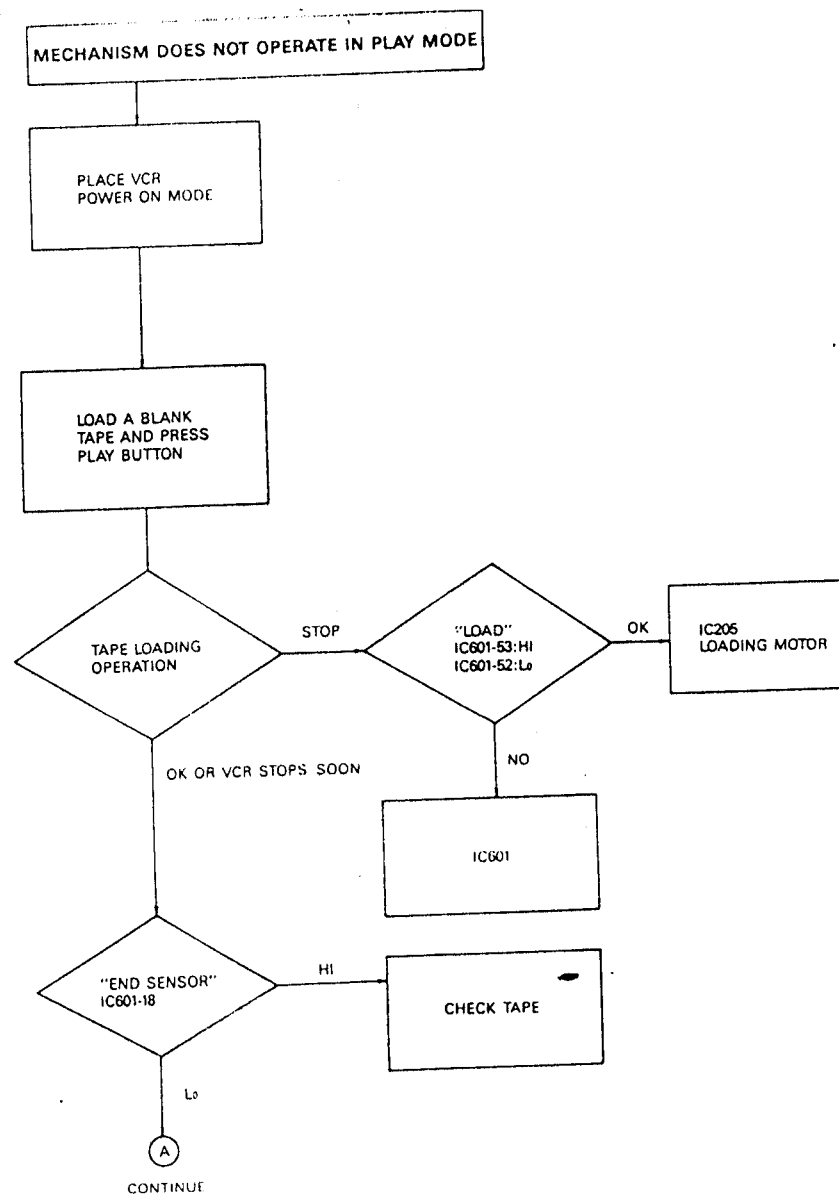 MECHANISM DOES NOT OPERATE IN PLAY MODE
PLACE VCR
POWER ON MODE
LOAD A BLANK
TAPE AND PRESS
PLAY BUTTON
TAPE LOADING
OPERATION
STOP
"LOAD"
IC601-53:HI
IC601-52:Lo
OK
IC205
LOADING MOTOR
NO
IC601
OK OR VCR STOPS SOON
"END SENSOR"
IC601-18
HI
CHECK TAPE
Lo
A
CONTINUE